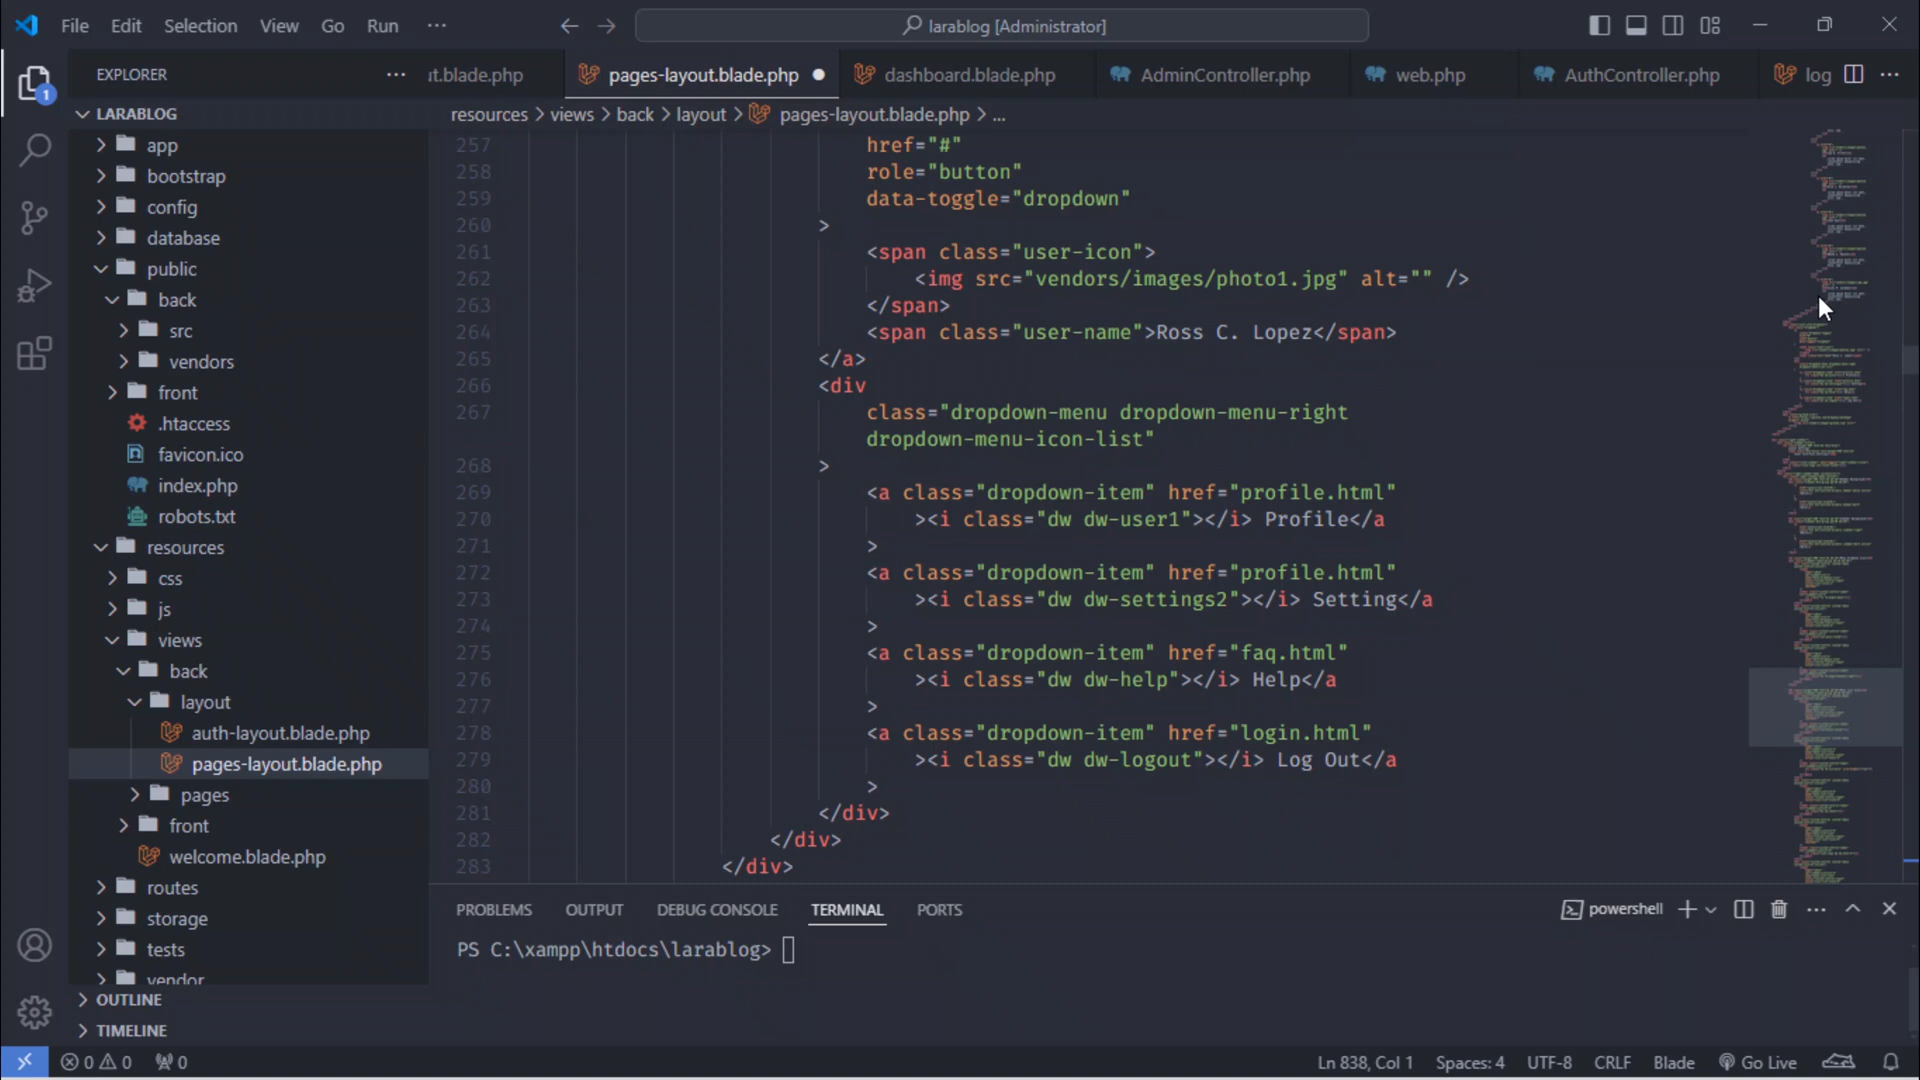 File Edit Selection View Go Run ...
larablog [Administrator]
EXPLORER ...
ut.blade.php pages-layout.blade.php dashboard.blade.php AdminController.php web.php AuthController.php log ...
LARABLOG
resources > views > back > layout > pages-layout.blade.php > ...
1
app
bootstrap
config
database
public
back
src
vendors
front
.htaccess
favicon.ico
index.php
robots.txt
resources
css
js
views
back
layout
auth-layout.blade.php
pages-layout.blade.php
pages
front
welcome.blade.php
routes
storage
tests
vendor
OUTLINE
TIMELINE
257 href="#"
258 role="button"
259 data-toggle="dropdown"
260 >
261 <span class="user-icon">
262 <img src="vendors/images/photo1.jpg" alt="" />
263 </span>
264 <span class="user-name">Ross C. Lopez</span>
265 </a>
266 <div
267 class="dropdown-menu dropdown-menu-right
dropdown-menu-icon-list"
268 >
269 <a class="dropdown-item" href="profile.html"
270 ><i class="dw dw-user1"></i> Profile</a
271 >
272 <a class="dropdown-item" href="profile.html"
273 ><i class="dw dw-settings2"></i> Setting</a
274 >
275 <a class="dropdown-item" href="faq.html"
276 ><i class="dw dw-help"></i> Help</a
277 >
278 <a class="dropdown-item" href="login.html"
279 ><i class="dw dw-logout"></i> Log Out</a
280 >
281 </div>
282 </div>
283 </div>
PROBLEMS OUTPUT DEBUG CONSOLE TERMINAL PORTS
powershell ...
PS C:\xampp\htdocs\larablog>
0 0 0
Ln 838, Col 1 Spaces: 4 UTF-8 CRLF Blade Go Live